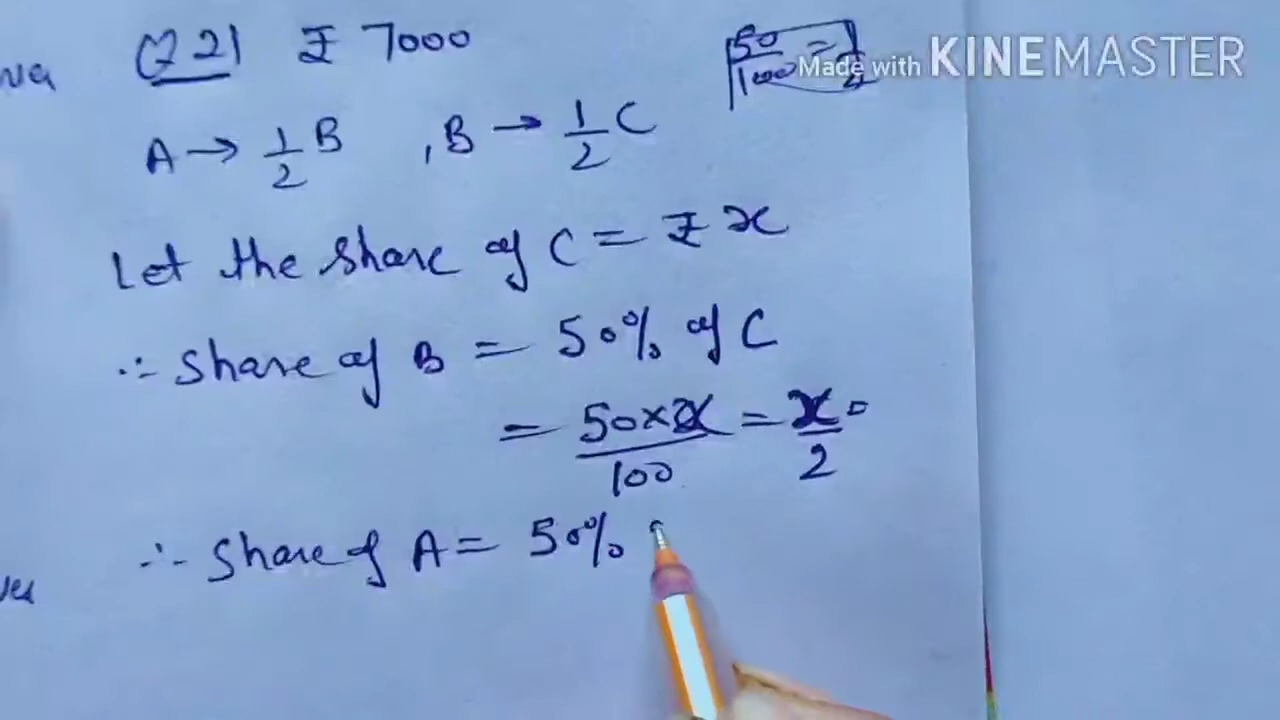 Q 21 ₹ 7000
50/100 = 1/2
Made with KINEMASTER
A → 1/2 B , B → 1/2 C
Let the share of C = ₹ x
∴ Share of B = 50% of C
= 50 × x / 100 = x/2
∴ Share of A = 50%